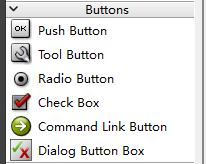 Buttons
OK Push Button
Tool Button
Radio Button
Check Box
Command Link Button
Dialog Button Box